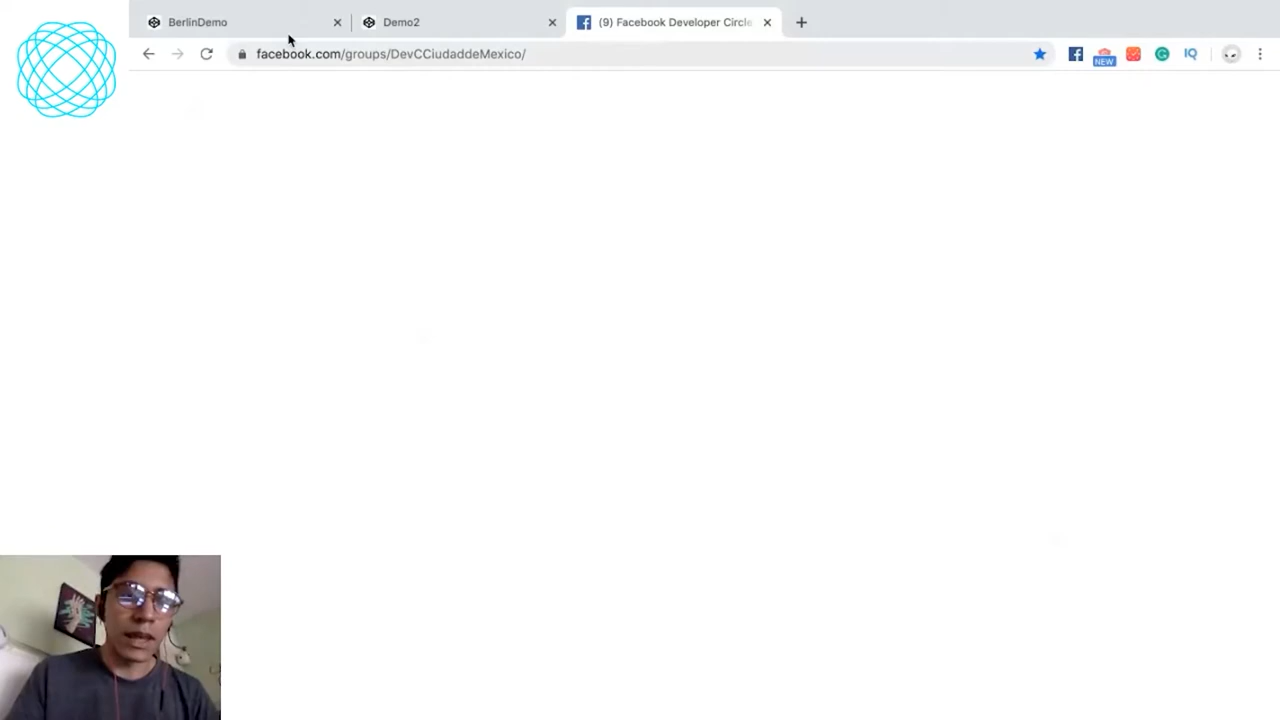 BerlinDemo
Demo2
(9) Facebook Developer Circle
facebook.com/groups/DevCCiudaddeMexico/
NEW
IQ